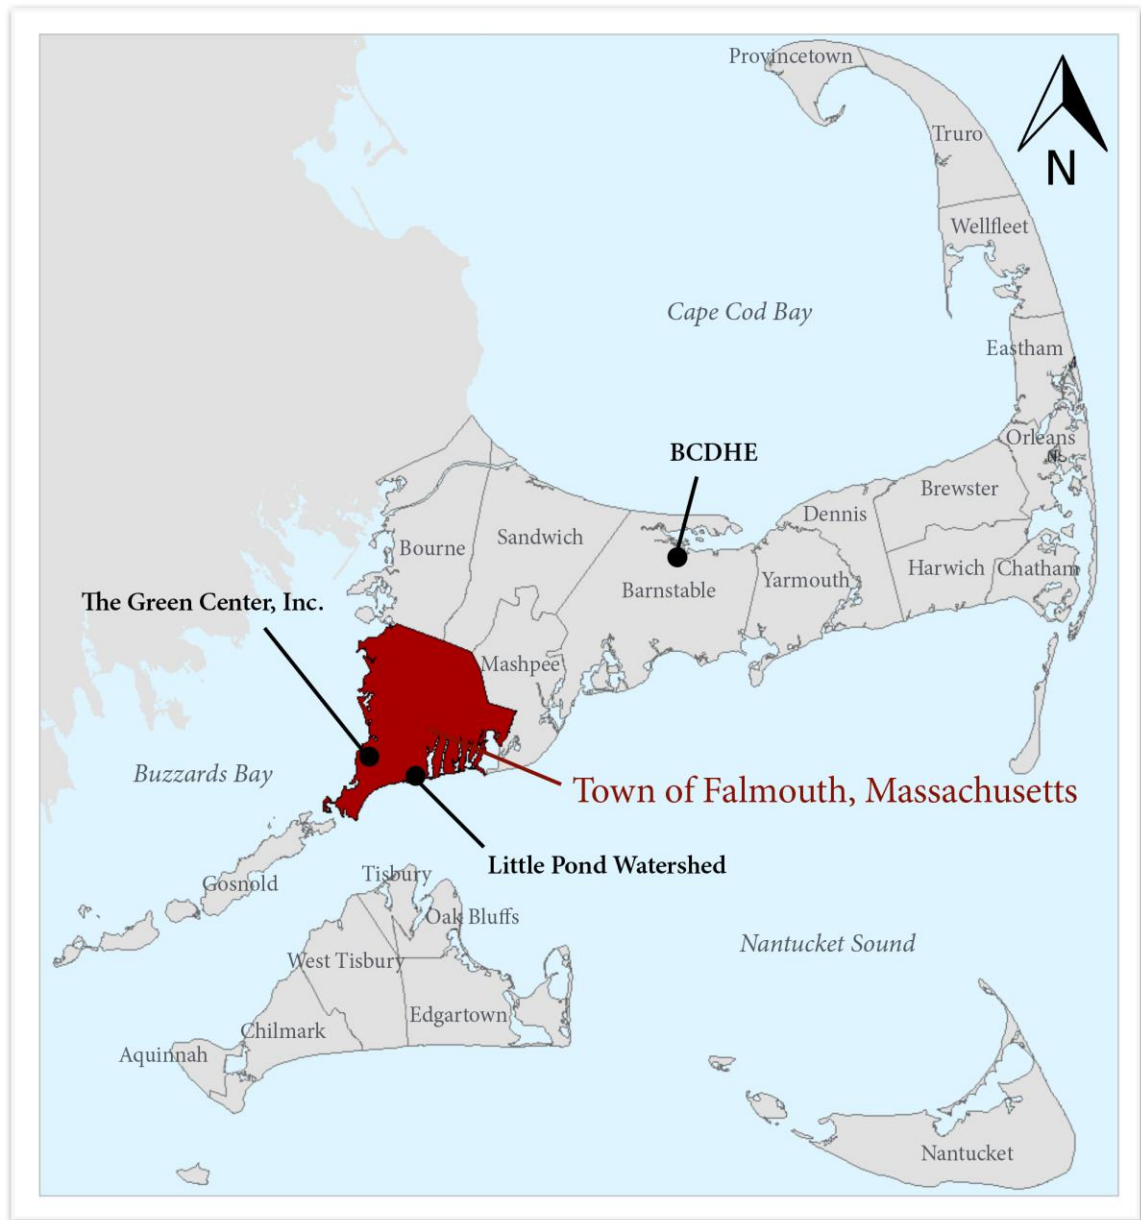 Provincetown
Truro
N
Wellfleet
Cape Cod Bay
Eastham
Orleans
BCDHE
Brewster
Dennis
Sandwich
Bourne
Harwich
Chatham
Yarmouth
Barnstable
The Green Center, Inc.
Mashpee
Buzzards Bay
Town of Falmouth, Massachusetts
Little Pond Watershed
Tisbury
Gosnold
Oak Bluffs
Nantucket Sound
West Tisbury
Edgartown
Chilmark
Aquinnah
Nantucket